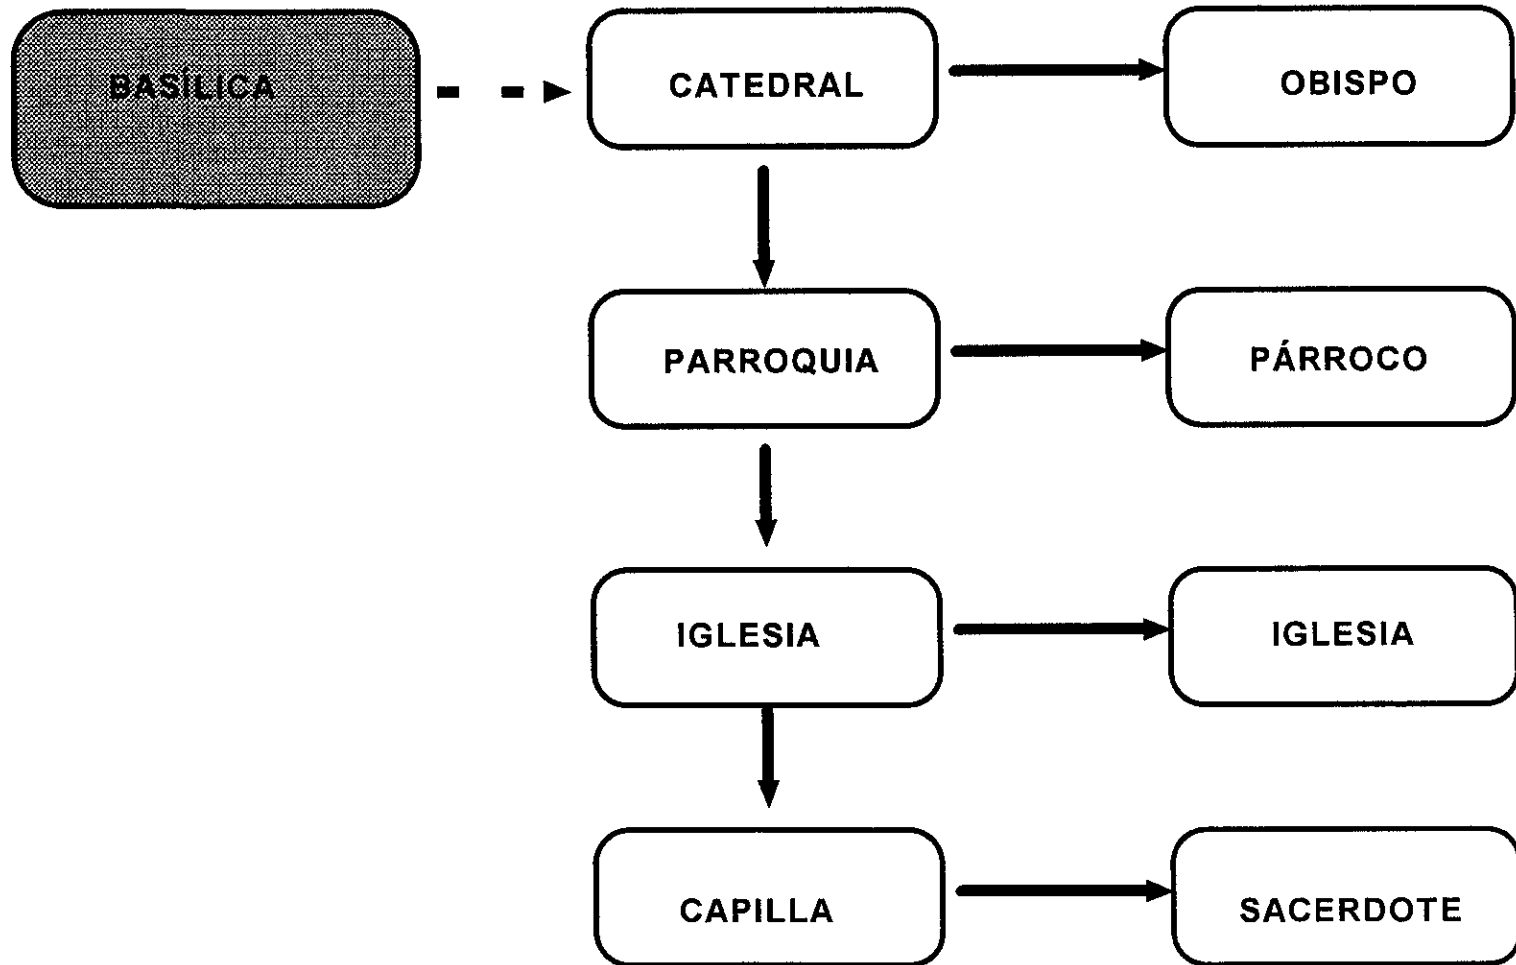 BASÍLICA
CATEDRAL
OBISPO
PARROQUIA
PÁRROCO
IGLESIA
IGLESIA
CAPILLA
SACERDOTE